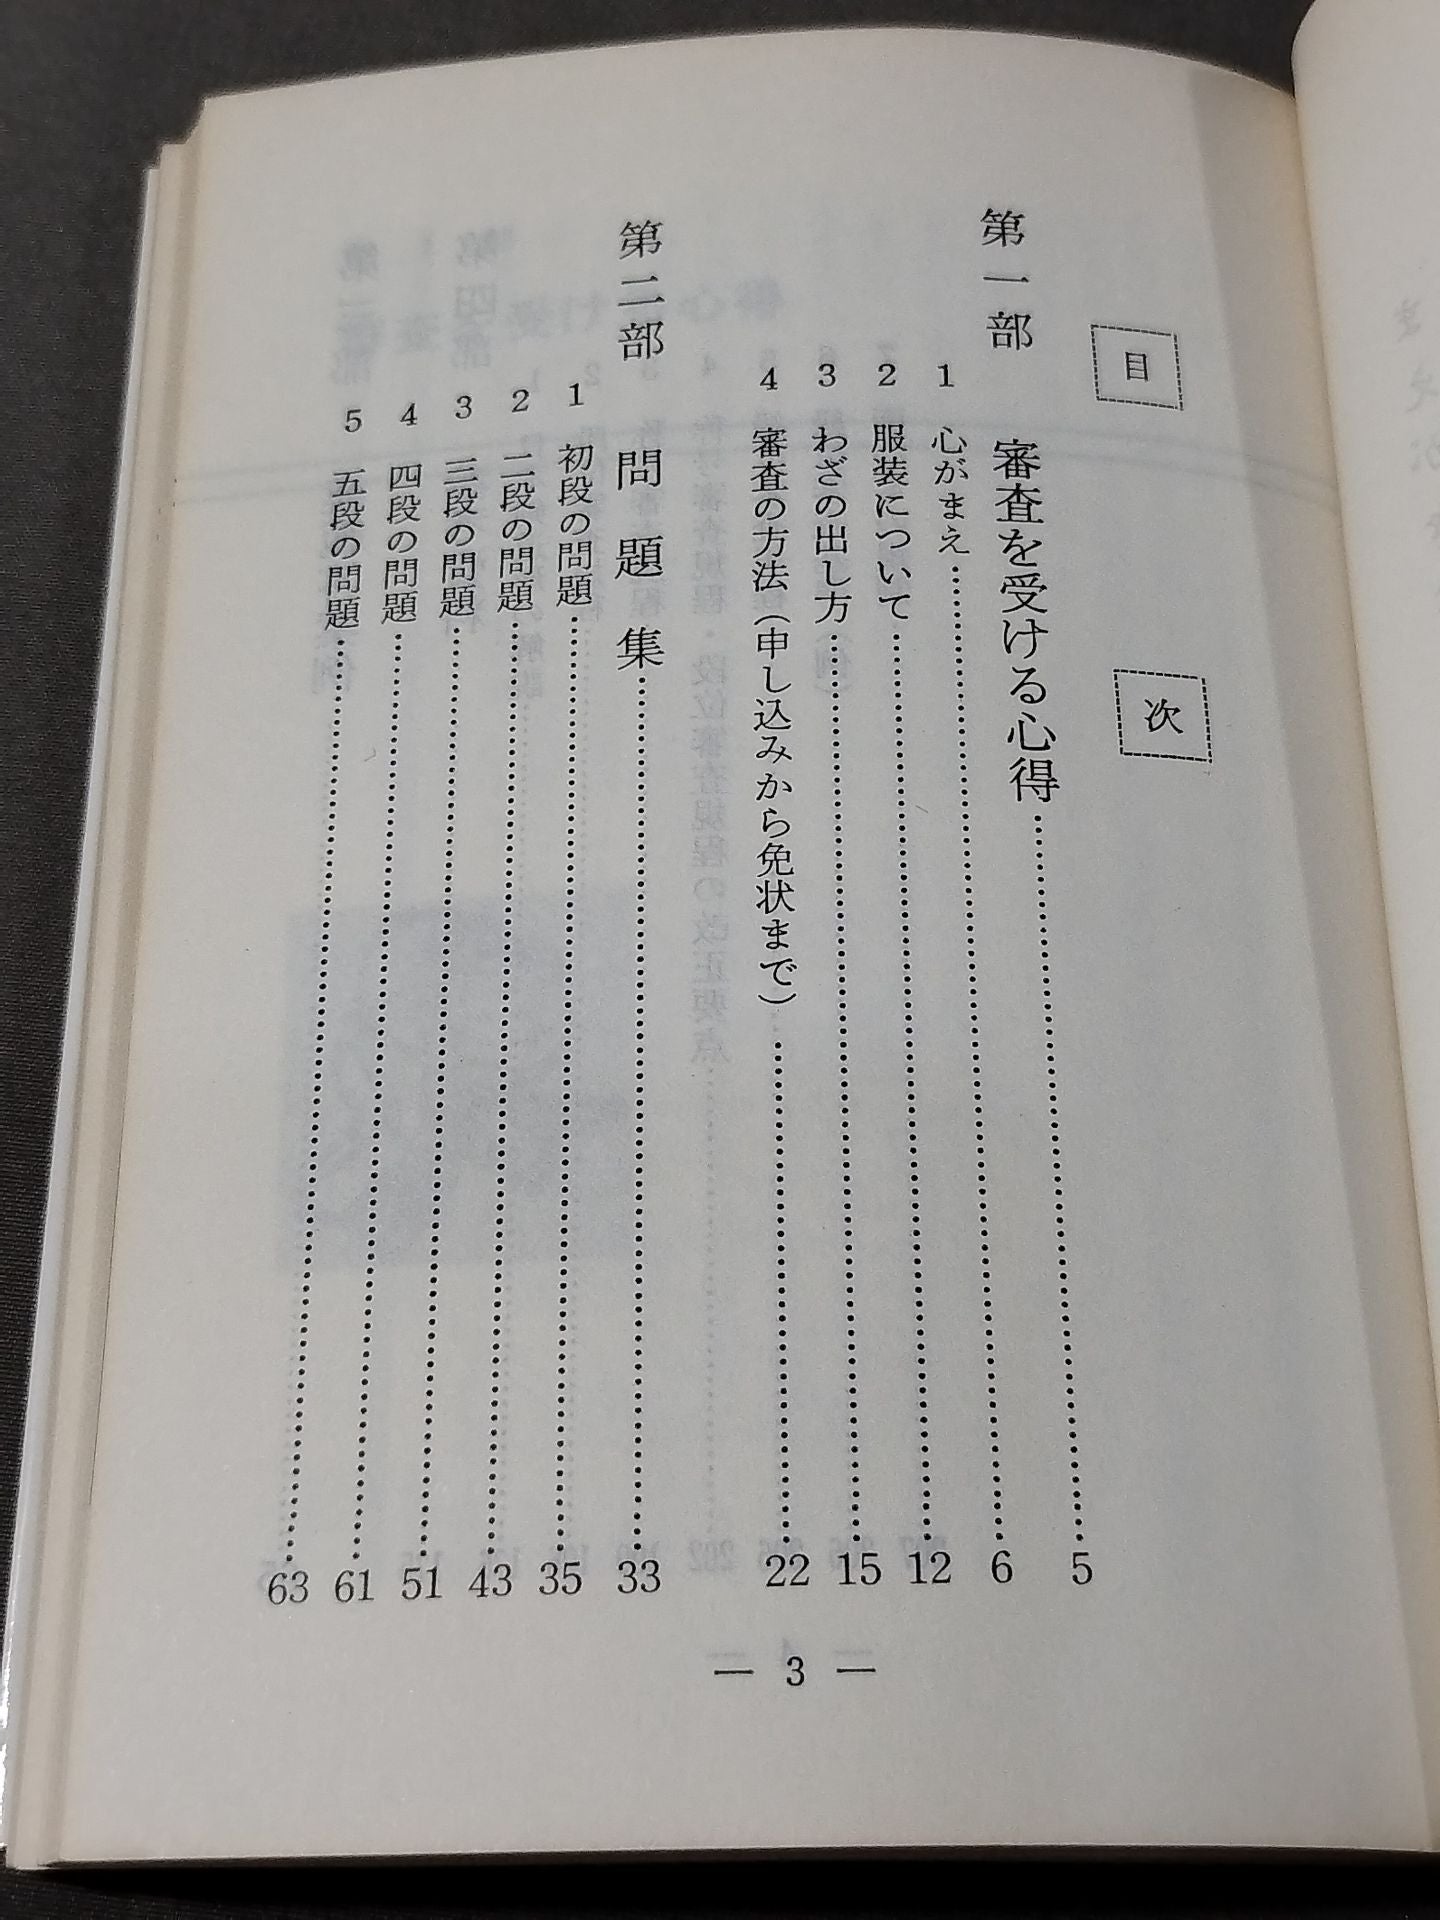 目次
第一部 審査を受ける心得 5
1 心がまえ 6
2 服装について 12
3 わざの出し方 15
4 審査の方法（申し込みから免状まで） 22
第二部 問題集 33
1 初段の問題 35
2 二段の問題 43
3 三段の問題 51
4 四段の問題 61
5 五段の問題 63
— 3 —